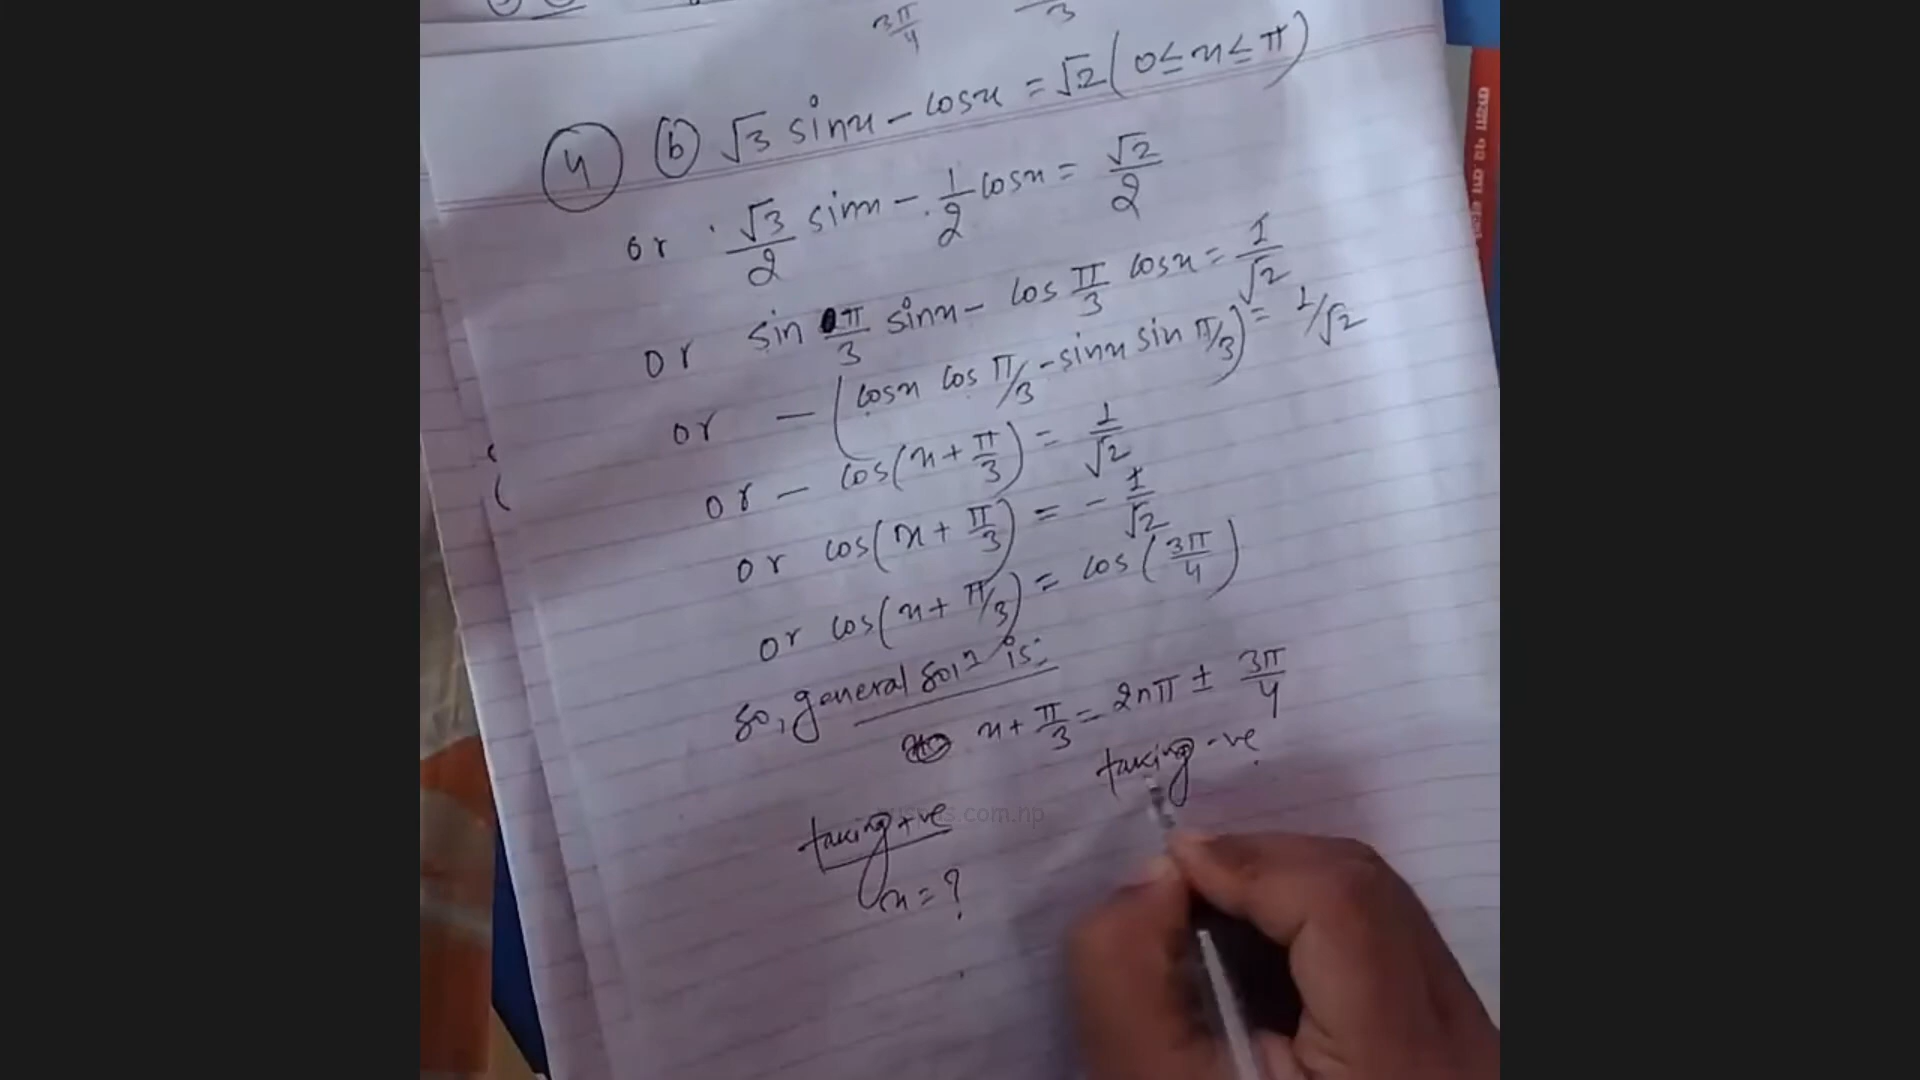 3π/4
3
④ ⓑ √3 sinx - cosx = √2 (0 ≤ x ≤ π)
or √3/2 sinx - 1/2 cosx = √2/2
or sin π/3 sinx - cos π/3 cosx = 1/√2
or - (cosx cos π/3 - sinx sin π/3) = 1/√2
or - cos(x + π/3) = 1/√2
or cos(x + π/3) = - 1/√2
or cos(x + π/3) = cos(3π/4)
so, general solⁿ is:
x + π/3 = 2nπ ± 3π/4
taking -ve
taking +ve
x = ?